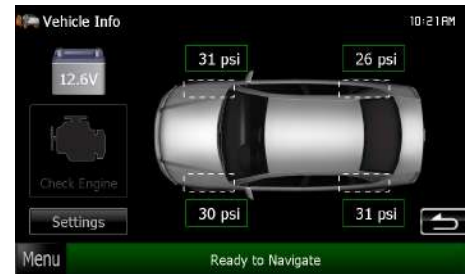 Vehicle Info
10:21AM
31 psi
26 psi
12.6V
Check Engine
Settings
30 psi
31 psi
Menu
Ready to Navigate